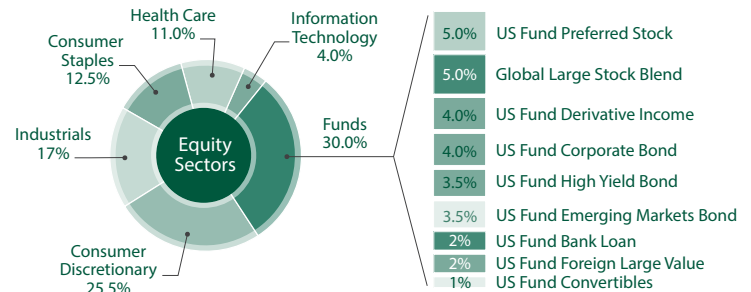 Health Care
11.0%
Information
Technology
4.0%
Consumer
Staples
12.5%
Industrials
17%
Equity
Sectors
Funds
30.0%
Consumer
Discretionary
25.5%
5.0% US Fund Preferred Stock
5.0% Global Large Stock Blend
4.0% US Fund Derivative Income
4.0% US Fund Corporate Bond
3.5% US Fund High Yield Bond
3.5% US Fund Emerging Markets Bond
2% US Fund Bank Loan
2% US Fund Foreign Large Value
1% US Fund Convertibles